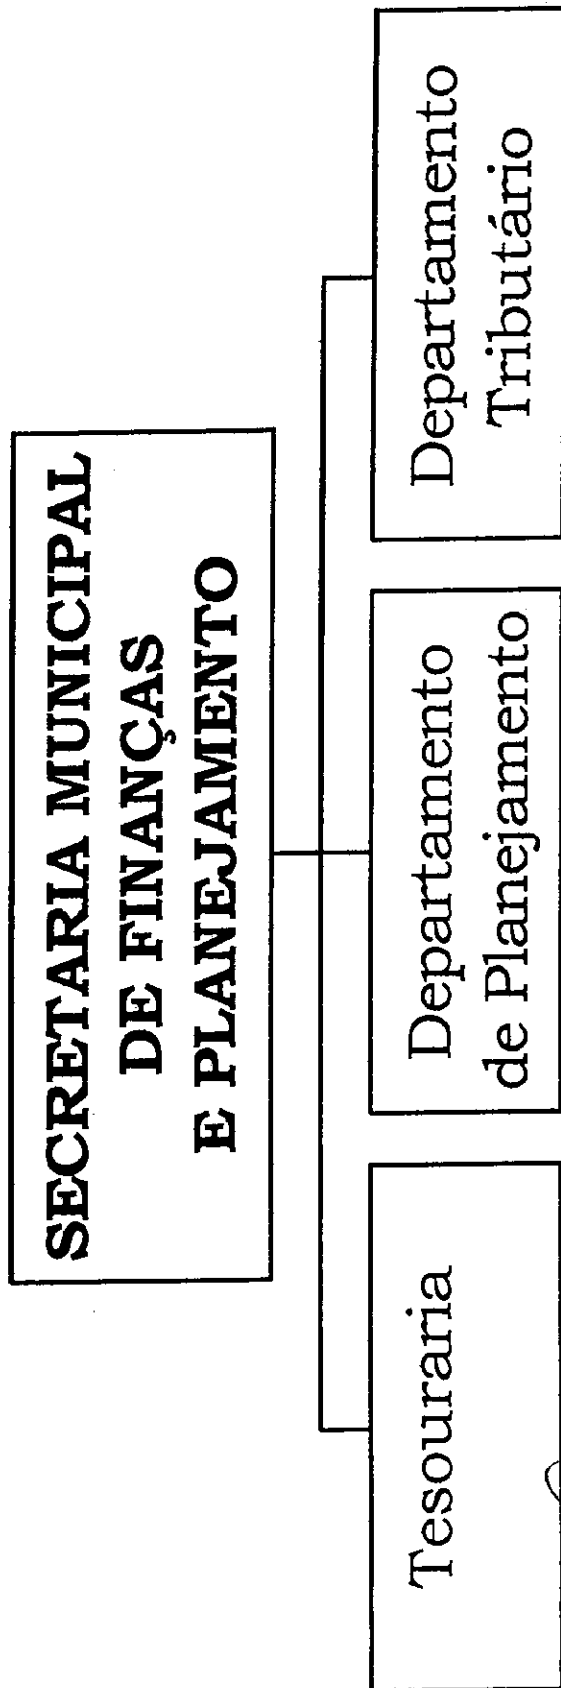 SECRETARIA MUNICIPAL
DE FINANÇAS
E PLANEJAMENTO
Tesouraria
Departamento
de Planejamento
Departamento
Tributário